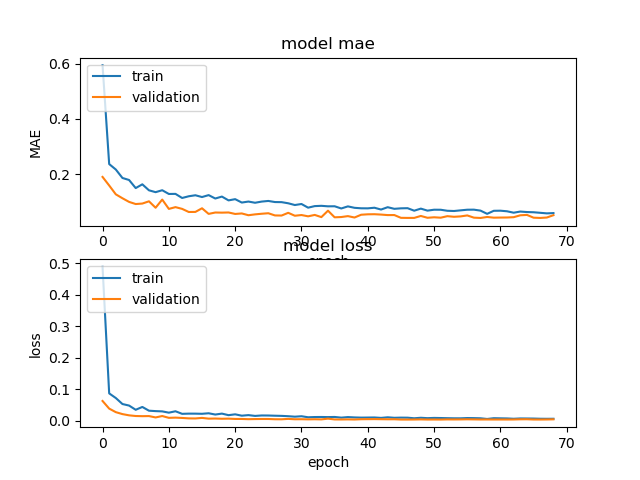 model mae
0.6
0.4
0.2
MAE
train
validation
0 10 20 30 40 50 60 70
epoch
model loss
0.5
0.4
0.3
0.2
0.1
0.0
loss
train
validation
0 10 20 30 40 50 60 70
epoch